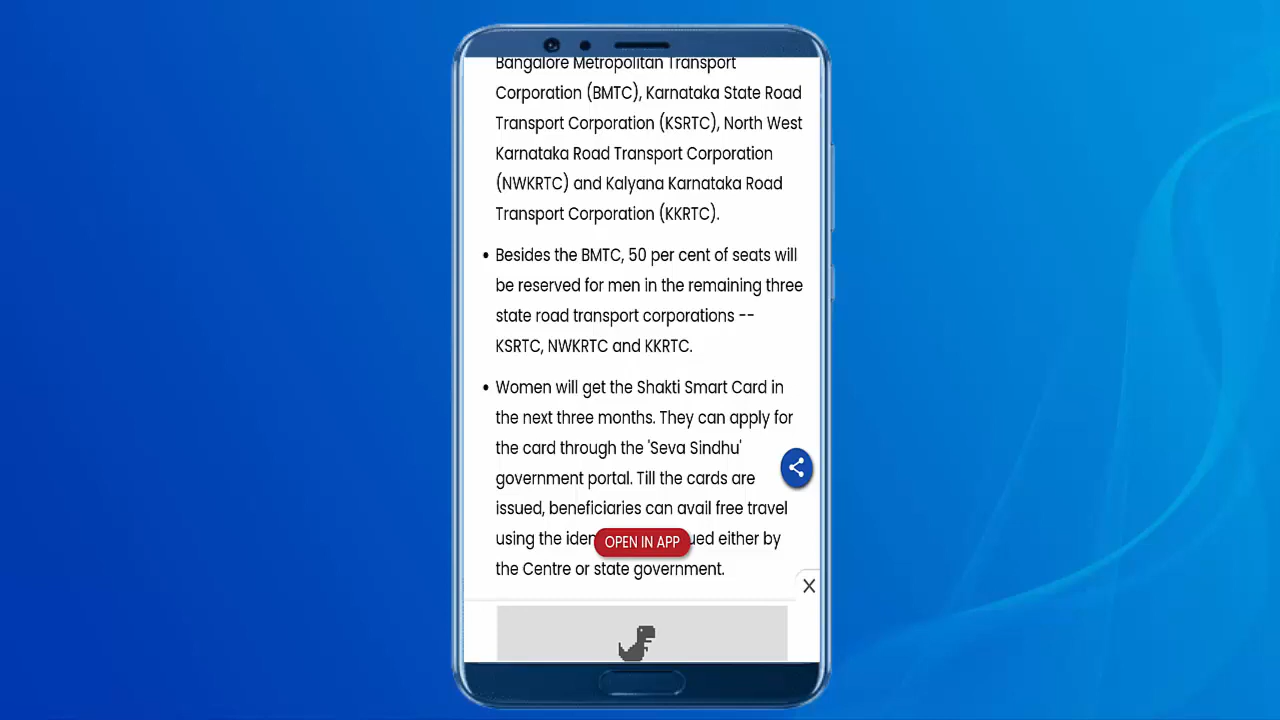 Bangalore Metropolitan Transport
Corporation (BMTC), Karnataka State Road
Transport Corporation (KSRTC), North West
Karnataka Road Transport Corporation
(NWKRTC) and Kalyana Karnataka Road
Transport Corporation (KKRTC).
• Besides the BMTC, 50 per cent of seats will
be reserved for men in the remaining three
state road transport corporations --
KSRTC, NWKRTC and KKRTC.
• Women will get the Shakti Smart Card in
the next three months. They can apply for
the card through the 'Seva Sindhu'
government portal. Till the cards are
issued, beneficiaries can avail free travel
using the either by
OPEN IN APP
the Centre or state government.